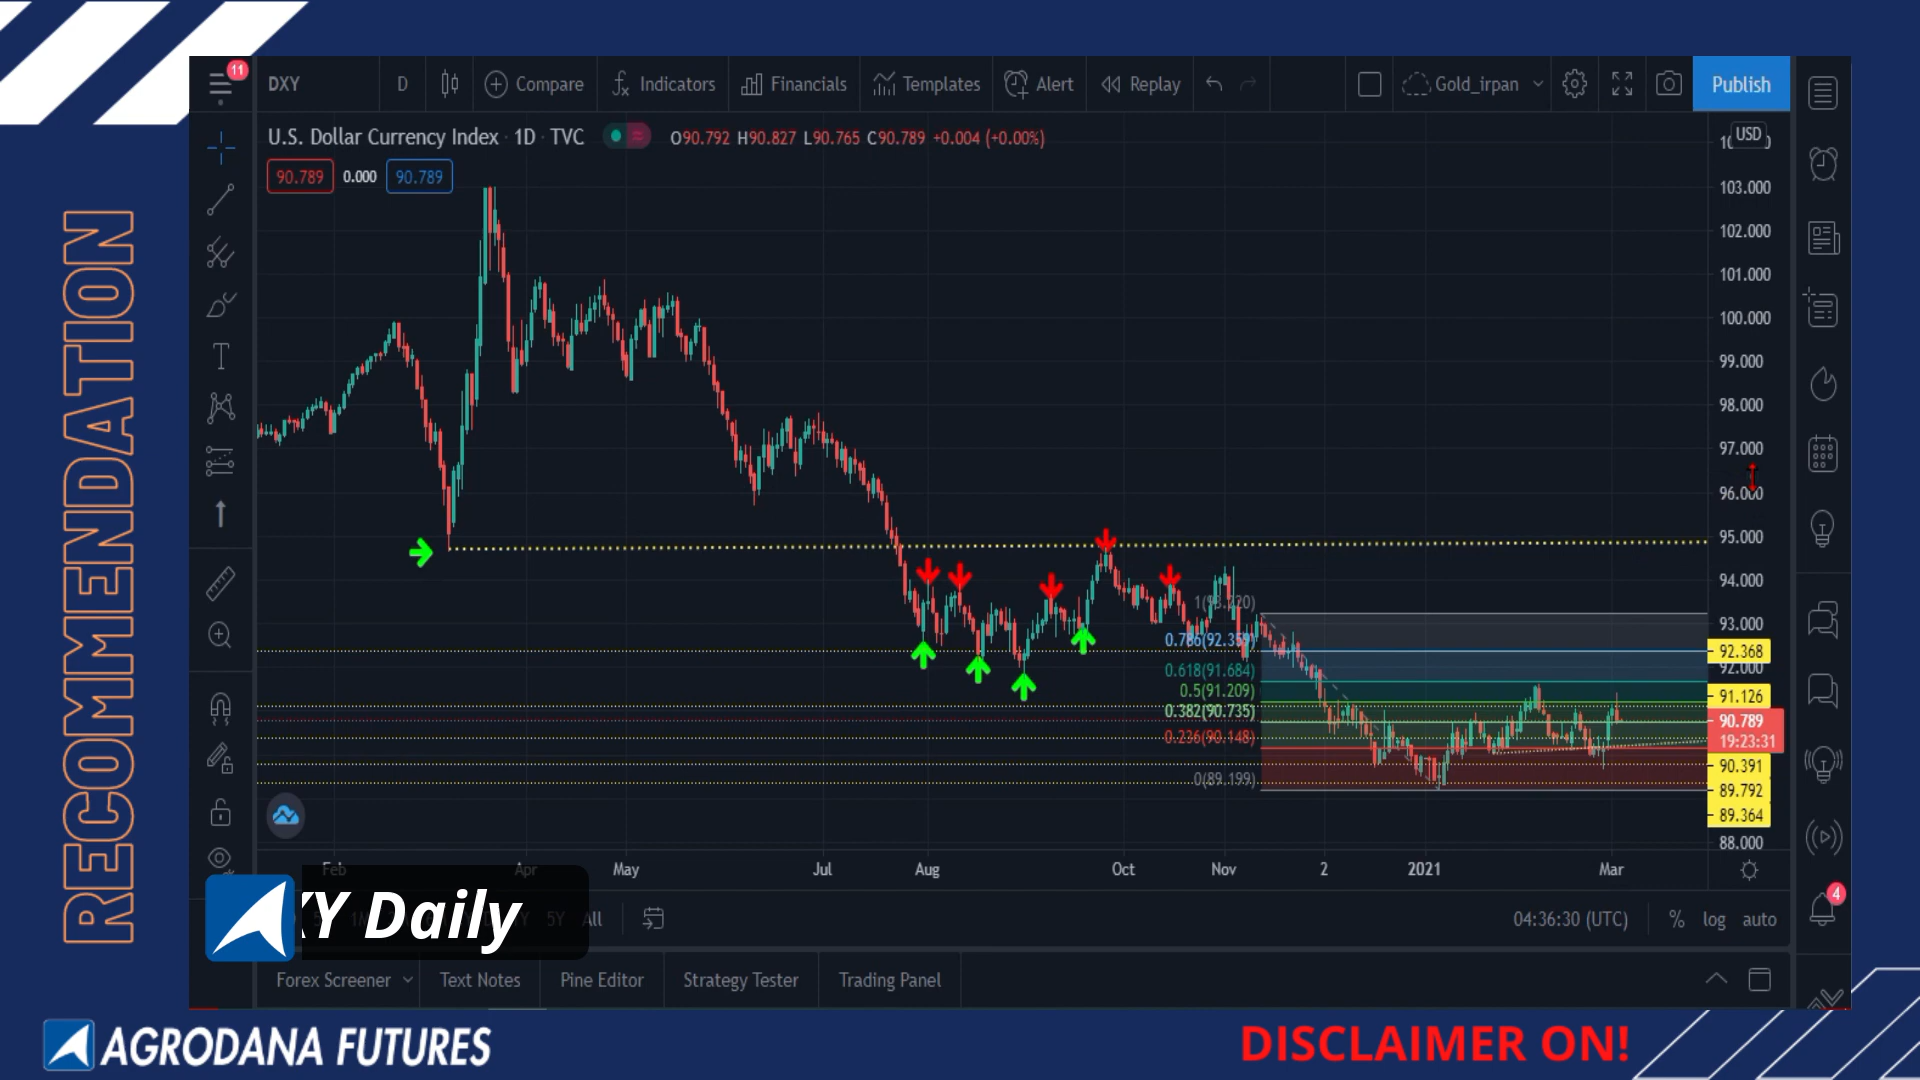 RECOMMENDATION
11
DXY
D
Compare
Indicators
Financials
Templates
Alert
Replay
Gold_irpan
Publish
U.S. Dollar Currency Index · 1D · TVC
O90.792 H90.827 L90.765 C90.789 +0.004 (+0.00%)
90.789
0.000
90.789
USD
103.000
102.000
101.000
100.000
99.000
98.000
97.000
96.000
95.000
94.000
93.000
92.368
92.000
91.126
90.789
19:23:31
90.391
89.792
89.364
88.000
1(93.220)
0.786(92.359)
0.618(91.684)
0.5(91.209)
0.382(90.735)
0.236(90.148)
0(89.199)
Feb
Apr
May
Jul
Aug
Oct
Nov
2
2021
Mar
XY Daily
5Y
All
04:36:30 (UTC)
%
log
auto
4
Forex Screener
Text Notes
Pine Editor
Strategy Tester
Trading Panel
AGRODANA FUTURES
DISCLAIMER ON!